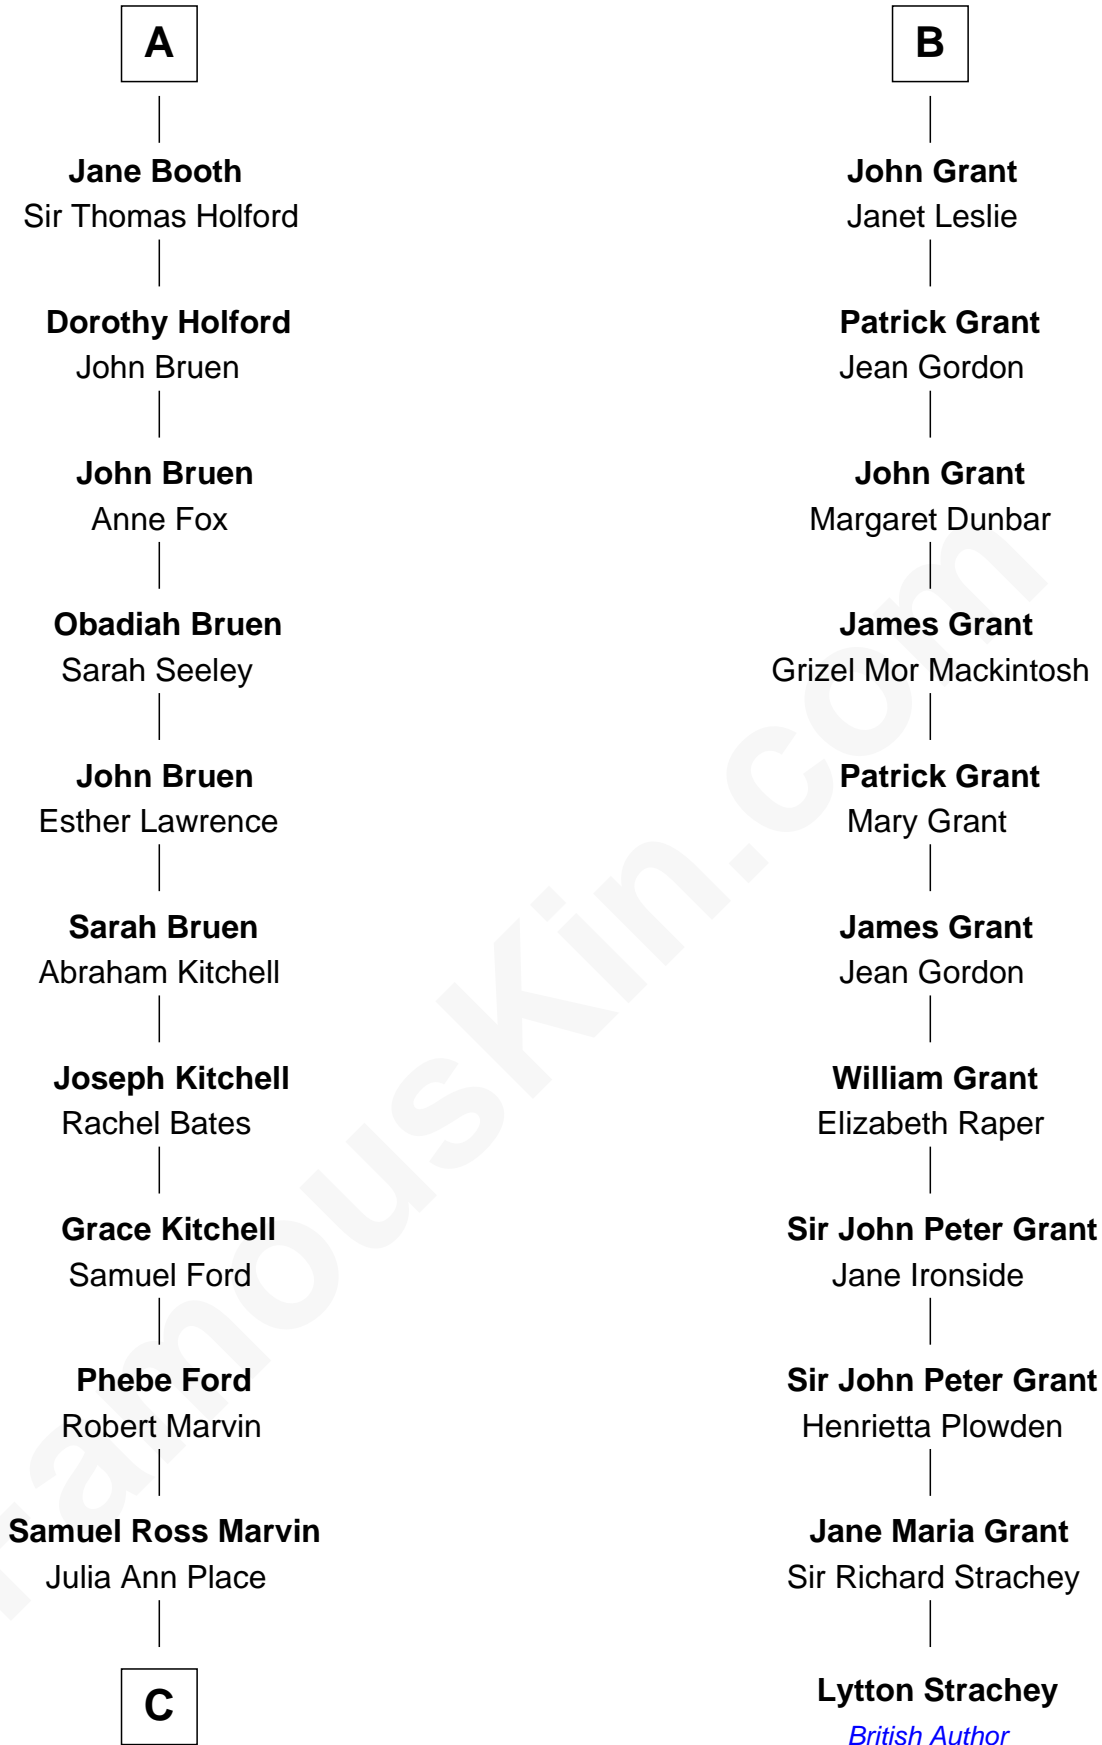 A
Jane Booth
Sir Thomas Holford
Dorothy Holford
John Bruen
John Bruen
Anne Fox
Obadiah Bruen
Sarah Seeley
John Bruen
Esther Lawrence
Sarah Bruen
Abraham Kitchell
Joseph Kitchell
Rachel Bates
Grace Kitchell
Samuel Ford
Phebe Ford
Robert Marvin
Samuel Ross Marvin
Julia Ann Place
C
B
John Grant
Janet Leslie
Patrick Grant
Jean Gordon
John Grant
Margaret Dunbar
James Grant
Grizel Mor Mackintosh
Patrick Grant
Mary Grant
James Grant
Jean Gordon
William Grant
Elizabeth Raper
Sir John Peter Grant
Jane Ironside
Sir John Peter Grant
Henrietta Plowden
Jane Maria Grant
Sir Richard Strachey
Lytton Strachey
British Author
FamousKin.com